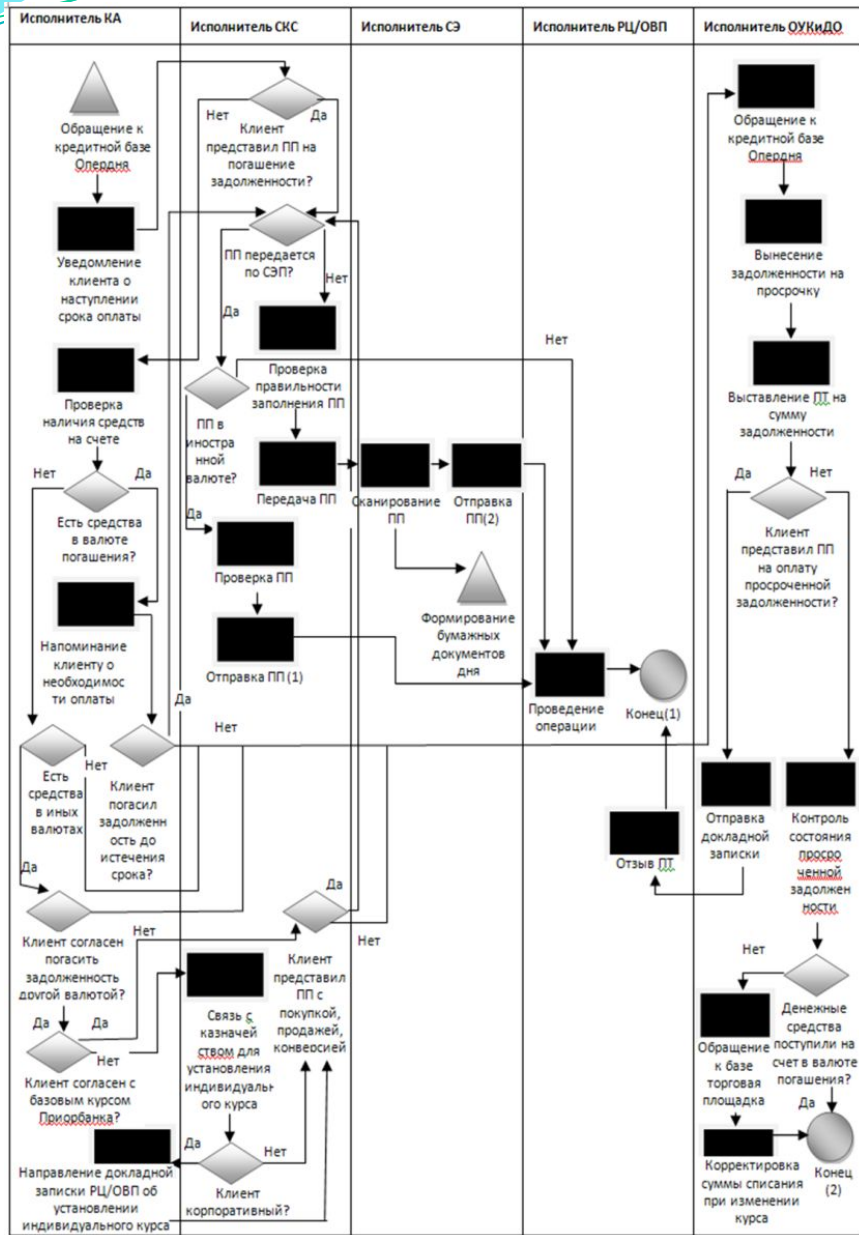 Исполнитель КА
Исполнитель СКС
Исполнитель СЭ
Исполнитель РЦ/ОВП
Исполнитель ОУКиДО
Обращение к
кредитной базе
Опердня
Уведомление
клиента о
наступлении
срока оплаты
Проверка
наличия средств
на счете
Нет
Да
Есть средства
в валюте
погашения?
Напоминание
клиенту о
необходимос
ти оплаты
Есть
средства
в иных
валютах
Нет
Клиент
погасил
задолженн
ость до
истечения
срока?
Да
Нет
Да
Клиент согласен
погасить
задолженность
другой валютой?
Нет
Да
Да
Нет
Клиент согласен с
базовым курсом
Приорбанка?
Направление докладной
записки РЦ/ОВП об
установлении
индивидуального курса
Нет
Да
Клиент
представил
ПП на
погашение
задолженности?
ПП передается
по СЭП?
Да
Нет
Проверка
правильности
заполнения ПП
ПП в
иностра
нной
валюте?
Нет
Да
Передача ПП
Проверка ПП
Отправка ПП (1)
Связь с
казначей
ством для
установления
индивидуальн
ого курса
Клиент
представил
ПП с
покупкой,
продажей,
конверсией
Да
Нет
Да
Нет
Клиент
корпоративный?
Сканирование
ПП
Отправка
ПП(2)
Формирование
бумажных
документов
дня
Проведение
операции
Конец(1)
Отзыв ПТ
Обращение к
кредитной базе
Опердня
Вынесение
задолженности на
просрочку
Выставление ПТ на
сумму
задолженности
Да
Нет
Клиент
представил ПП
на оплату
просроченной
задолженности?
Отправка
докладной
записки
Контроль
состояния
просро
ченной
задолжен
ности
Нет
Денежные
средства
поступили на
счет в валюте
погашения?
Да
Обращение
к базе
торговая
площадка
Корректировка
суммы списания
при изменении
курса
Конец
(2)